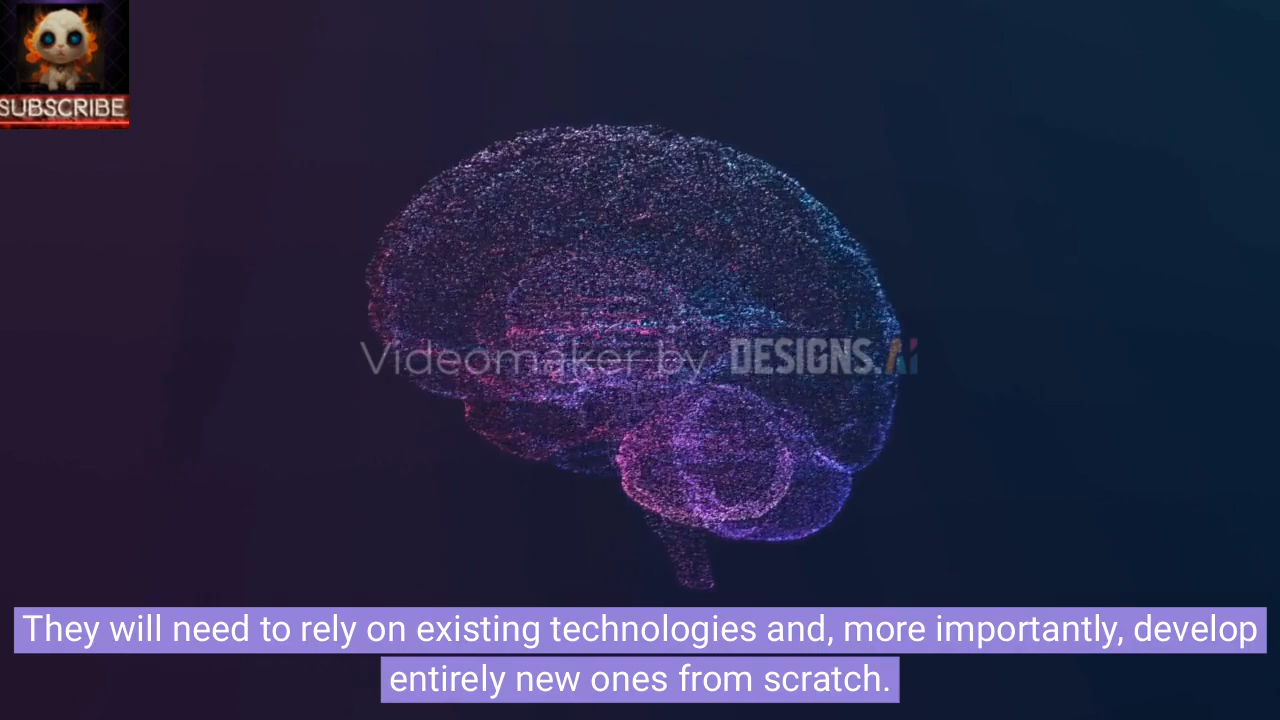 SUBSCRIBE
Videomaker by DESIGNS.AI
They will need to rely on existing technologies and, more importantly, develop
entirely new ones from scratch.